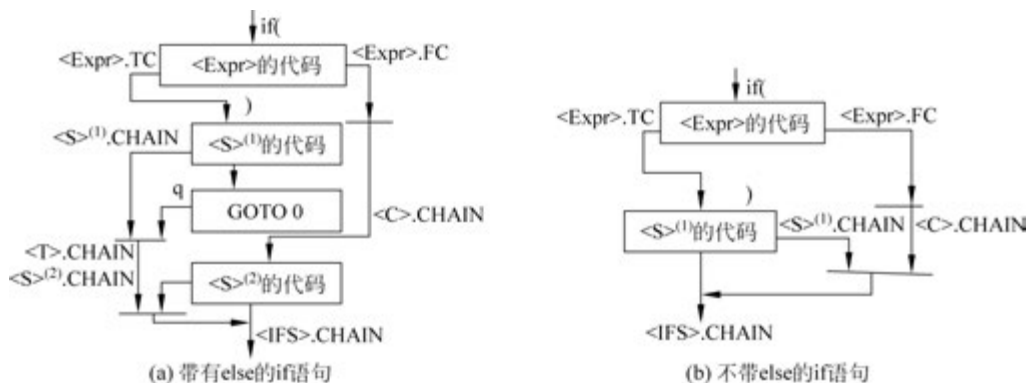 if(
<Expr>.TC
<Expr>的代码
<Expr>.FC
)
<S>(1).CHAIN
<S>(1)的代码
q
GOTO 0
<C>.CHAIN
<T>.CHAIN
<S>(2).CHAIN
<S>(2)的代码
<IFS>.CHAIN
(a) 带有else的if语句
if(
<Expr>.TC
<Expr>的代码
<Expr>.FC
)
<S>(1)的代码
<S>(1).CHAIN
<C>.CHAIN
<IFS>.CHAIN
(b) 不带else的if语句